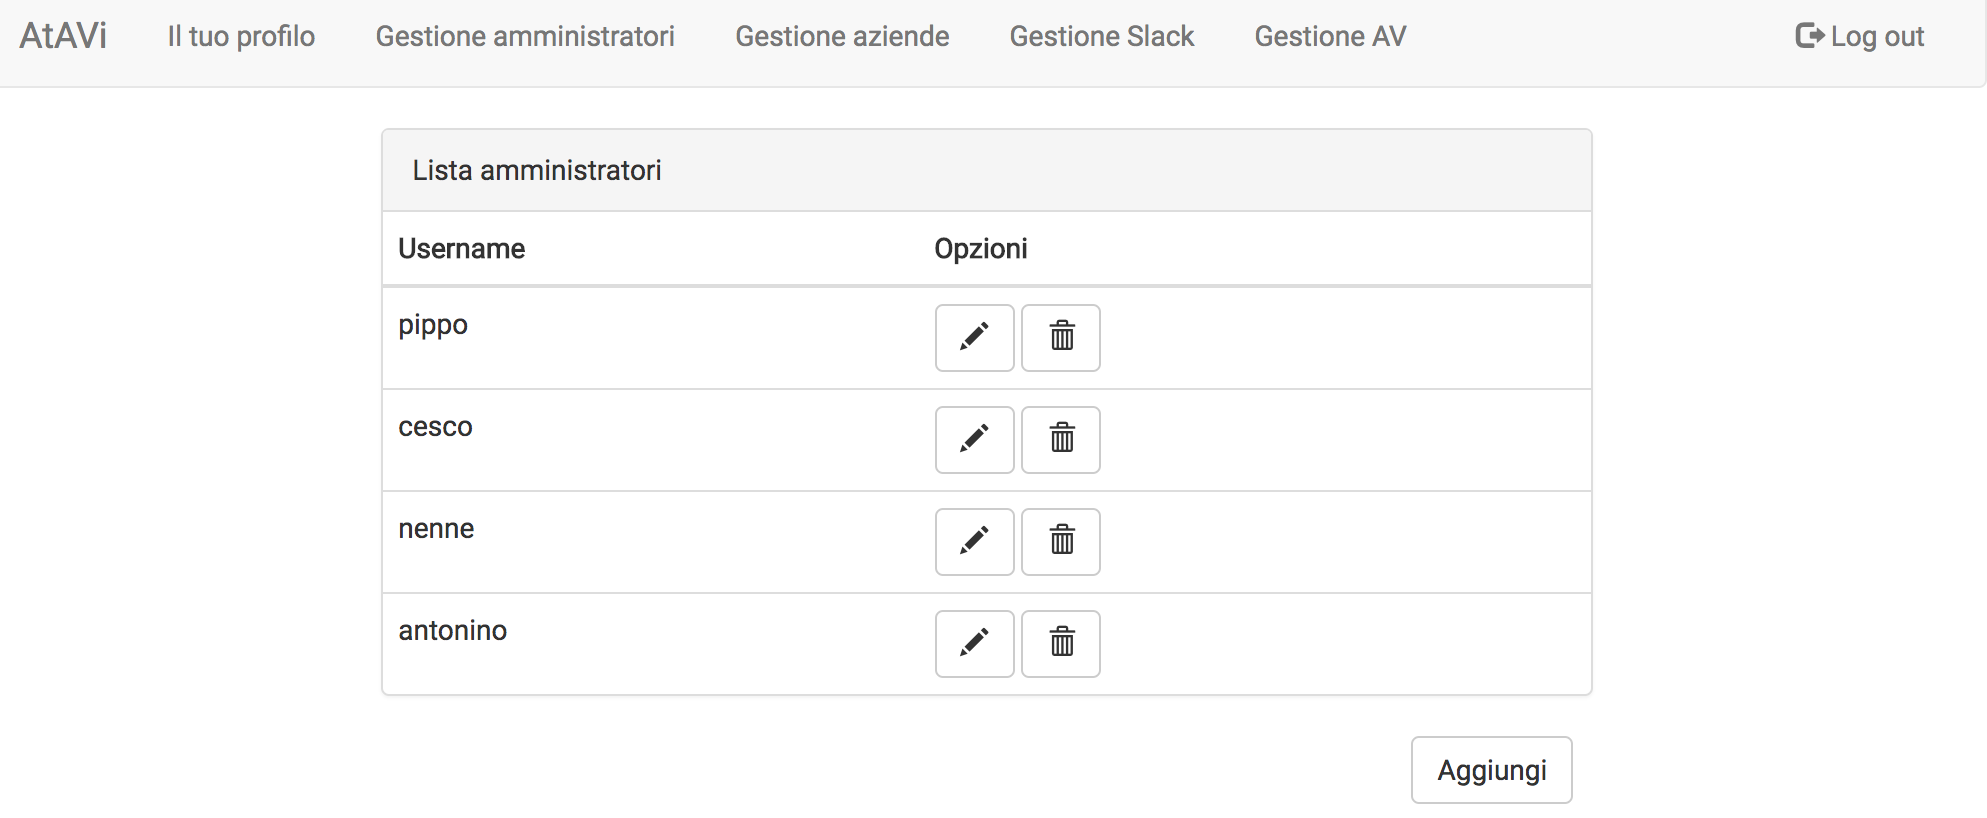 AtAVi Il tuo profilo Gestione amministratori Gestione aziende Gestione Slack Gestione AV Log out
Lista amministratori
Username Opzioni
pippo
cesco
nenne
antonino
Aggiungi